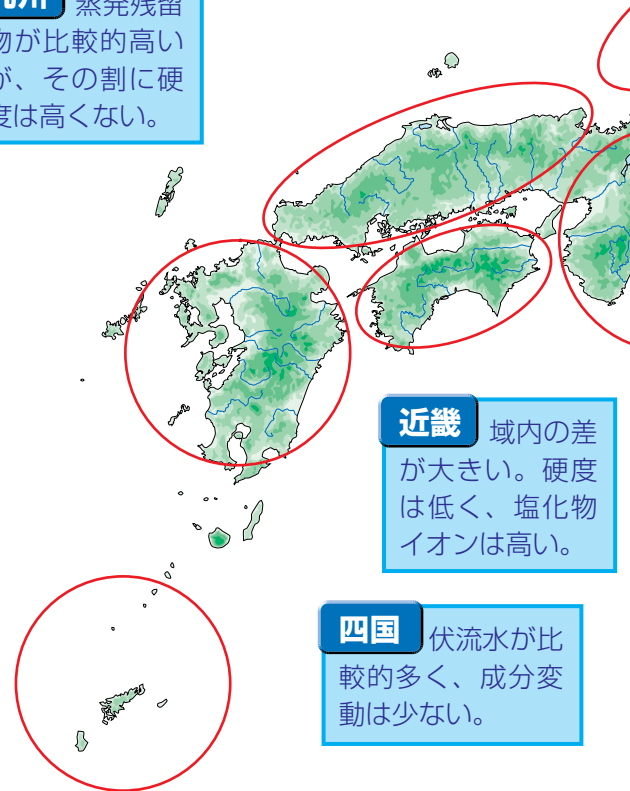 九州 蒸発残留
物が比較的高い
が、その割に硬
度は高くない。
近畿 域内の差
が大きい。硬度
は低く、塩化物
イオンは高い。
四国 伏流水が比
較的多く、成分変
動は少ない。